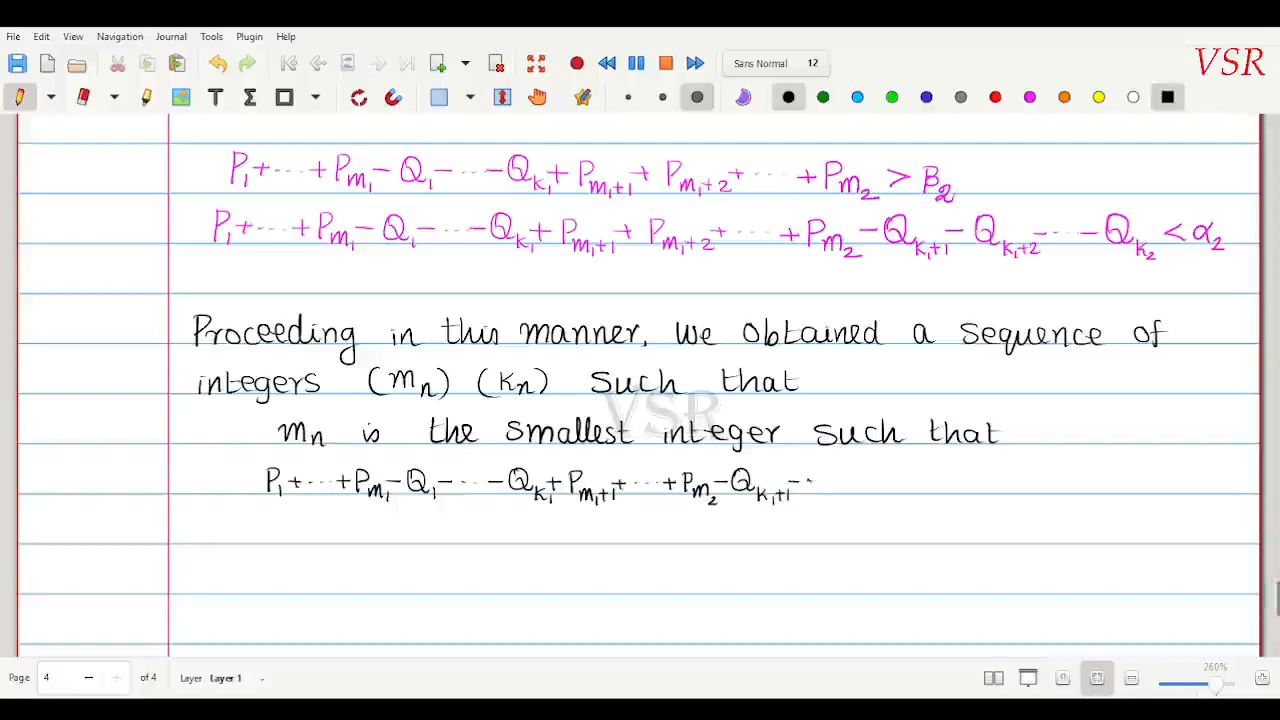 File Edit View Navigation Journal Tools Plugin Help
VSR
Sans Normal 12
P₁+⋯+Pₘ₁−Q₁−⋯−Qₖ₁+Pₘ₁₊₁+Pₘ₁₊₂+⋯+Pₘ₂>β₂
P₁+⋯+Pₘ₁−Q₁−⋯−Qₖ₁+Pₘ₁₊₁+Pₘ₁₊₂+⋯+Pₘ₂−Qₖ₁₊₁−Qₖ₁₊₂−⋯−Qₖ₂<α₂
Proceeding in this manner, we obtained a sequence of
integers (mₙ) (kₙ) such that
VSR
mₙ is the smallest integer such that
P₁+⋯+Pₘ₁−Q₁−⋯−Qₖ₁+Pₘ₁₊₁+⋯+Pₘ₂−Qₖ₁₊₁−⋅⋅
Page 4 of 4 Layer Layer 1 260%